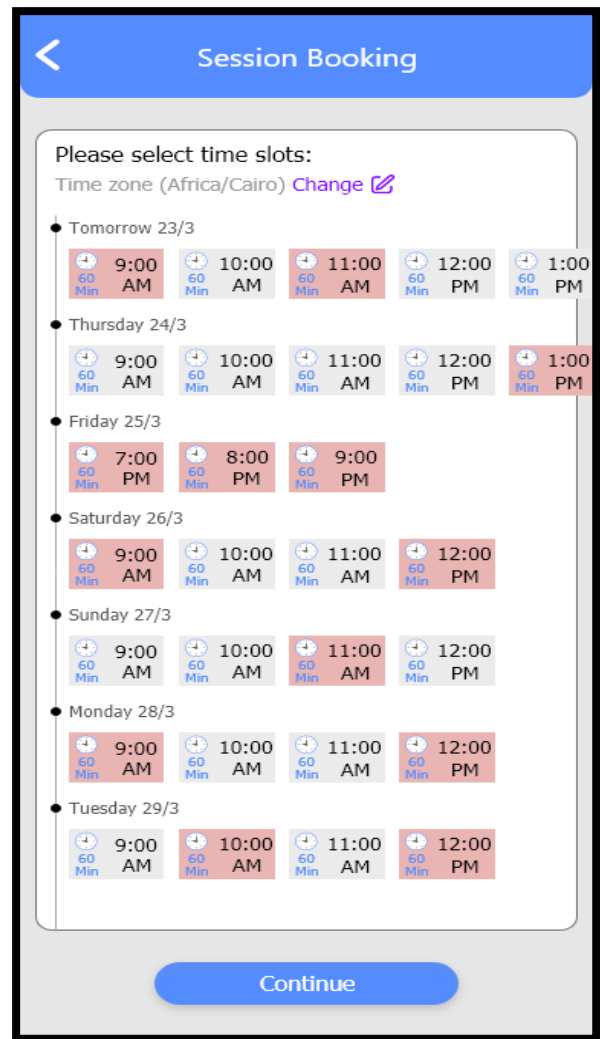 Session Booking
Please select time slots:
Time zone (Africa/Cairo) Change
Tomorrow 23/3
60 Min 9:00 AM 60 Min 10:00 AM 60 Min 11:00 AM 60 Min 12:00 PM 60 Min 1:00 PM
Thursday 24/3
60 Min 9:00 AM 60 Min 10:00 AM 60 Min 11:00 AM 60 Min 12:00 PM 60 Min 1:00 PM
Friday 25/3
60 Min 7:00 PM 60 Min 8:00 PM 60 Min 9:00 PM
Saturday 26/3
60 Min 9:00 AM 60 Min 10:00 AM 60 Min 11:00 AM 60 Min 12:00 PM
Sunday 27/3
60 Min 9:00 AM 60 Min 10:00 AM 60 Min 11:00 AM 60 Min 12:00 PM
Monday 28/3
60 Min 9:00 AM 60 Min 10:00 AM 60 Min 11:00 AM 60 Min 12:00 PM
Tuesday 29/3
60 Min 9:00 AM 60 Min 10:00 AM 60 Min 11:00 AM 60 Min 12:00 PM
Continue